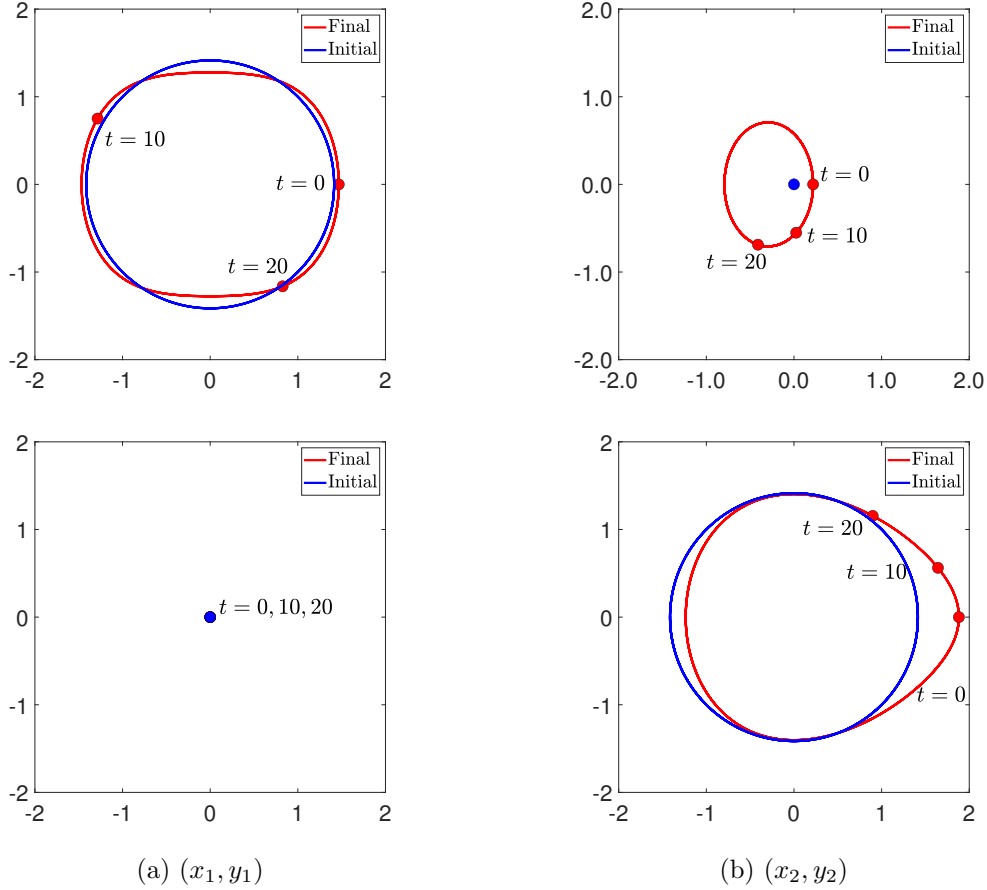 2
1
0
-1
-2
-2
-1
0
1
2
Final
Initial
t = 10
t = 0
t = 20
2.0
1.0
0.0
-1.0
-2.0
-2.0
-1.0
0.0
1.0
2.0
Final
Initial
t = 0
t = 10
t = 20
2
1
0
-1
-2
-2
-1
0
1
2
Final
Initial
t = 0, 10, 20
2
1
0
-1
-2
-2
-1
0
1
2
Final
Initial
t = 20
t = 10
t = 0
(a) (x₁, y₁)
(b) (x₂, y₂)